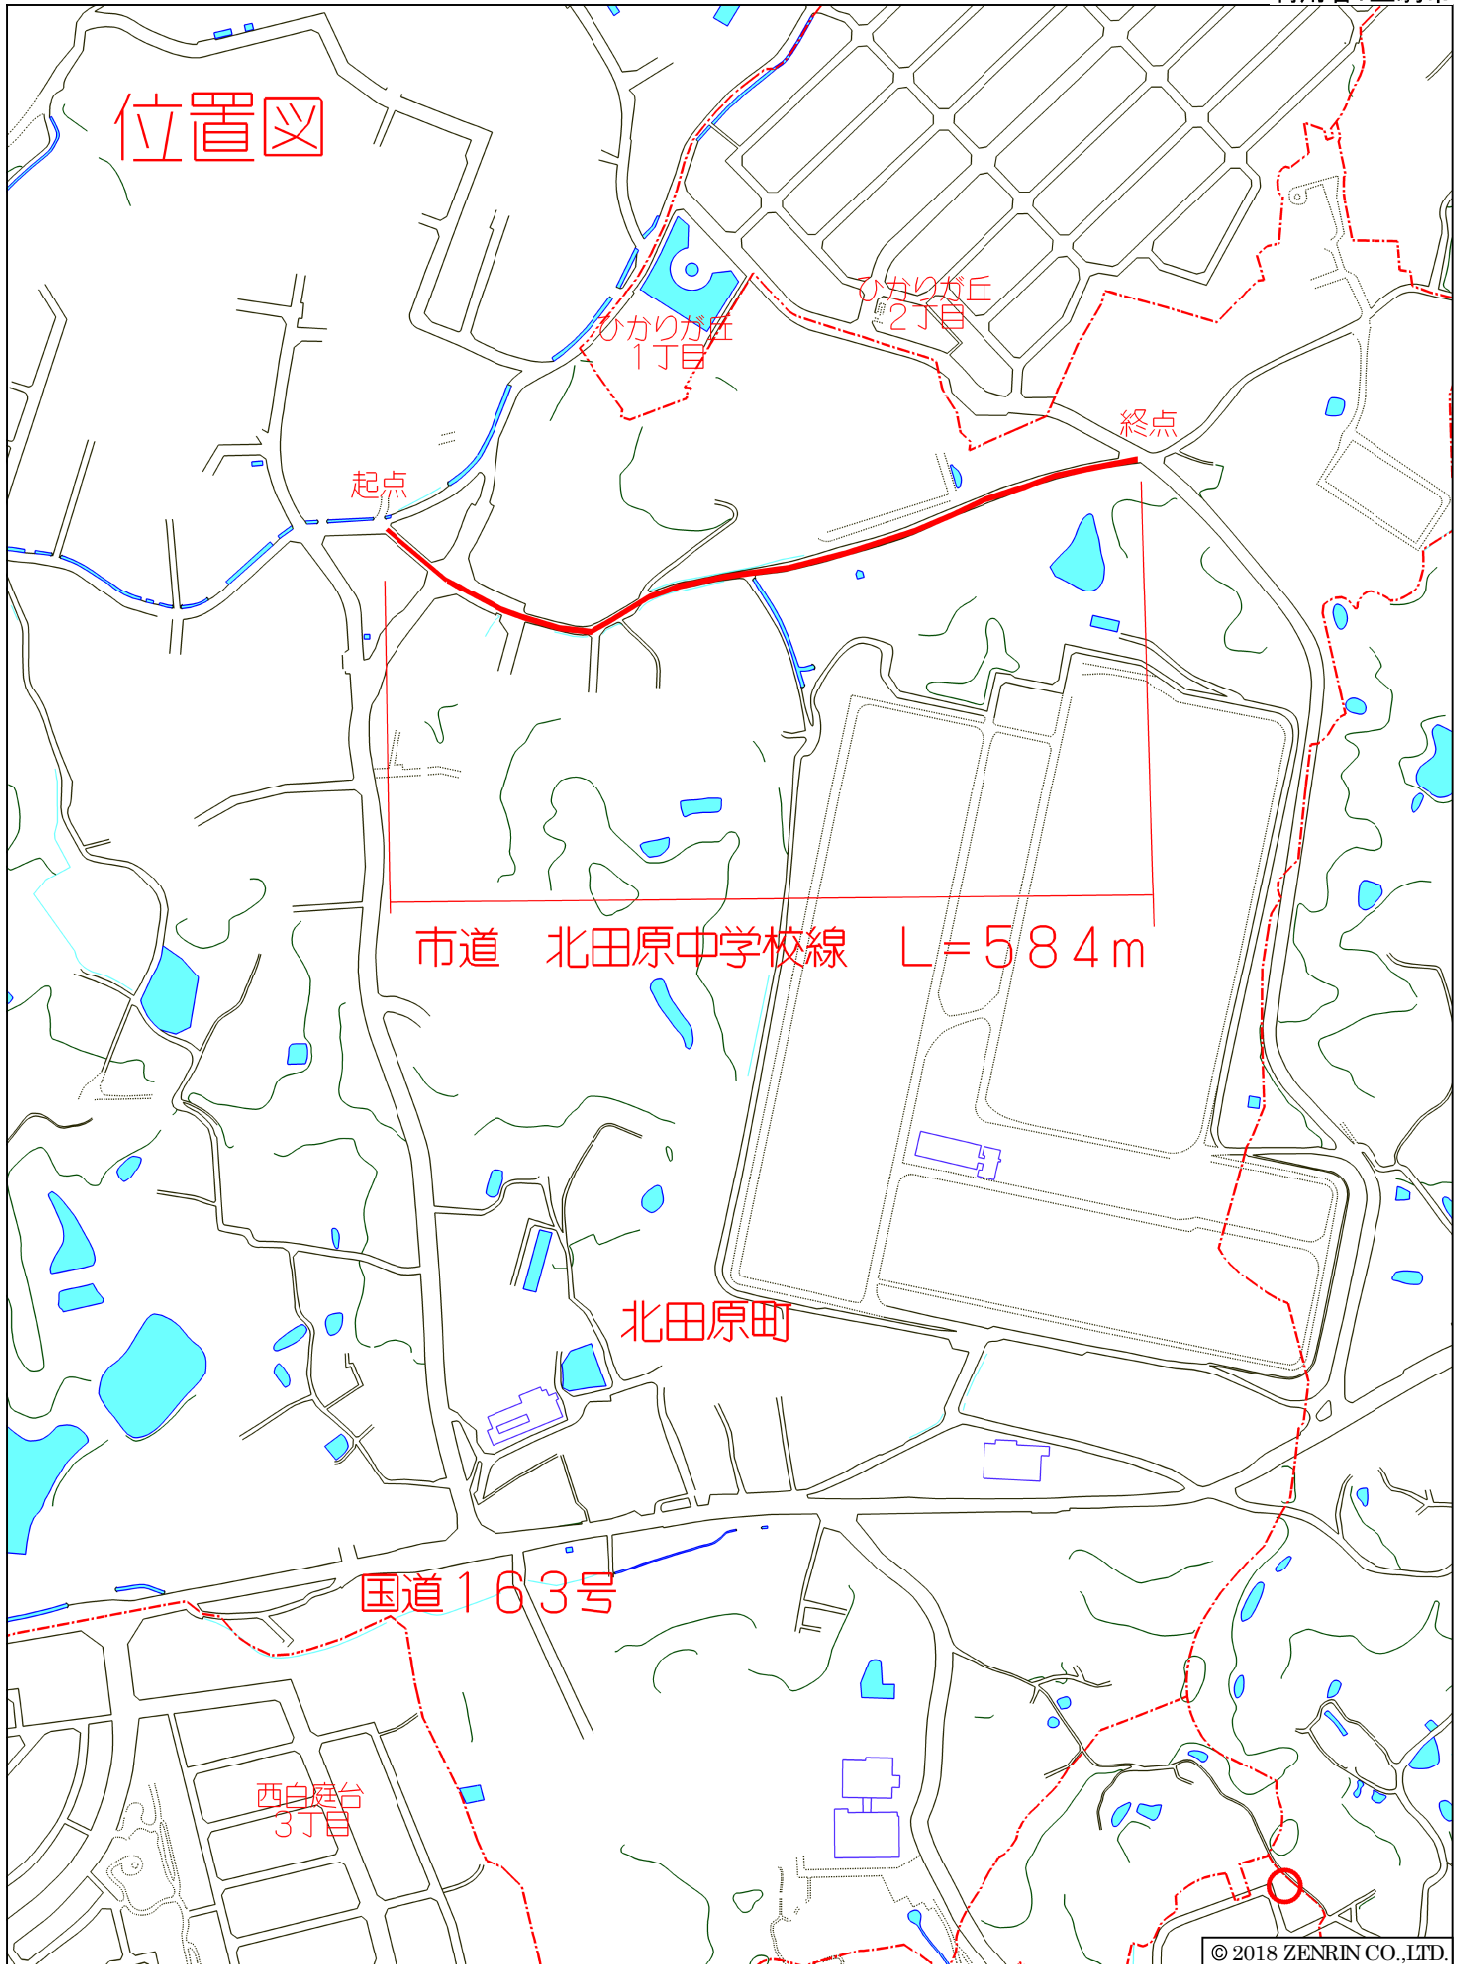 位置図
ひかりが丘
2丁目
ひかりが丘
1丁目
終点
起点
市道　北田原中学校線　L＝584m
北田原町
国道163号
西白庭台
3丁目
© 2018 ZENRIN CO.,LTD.